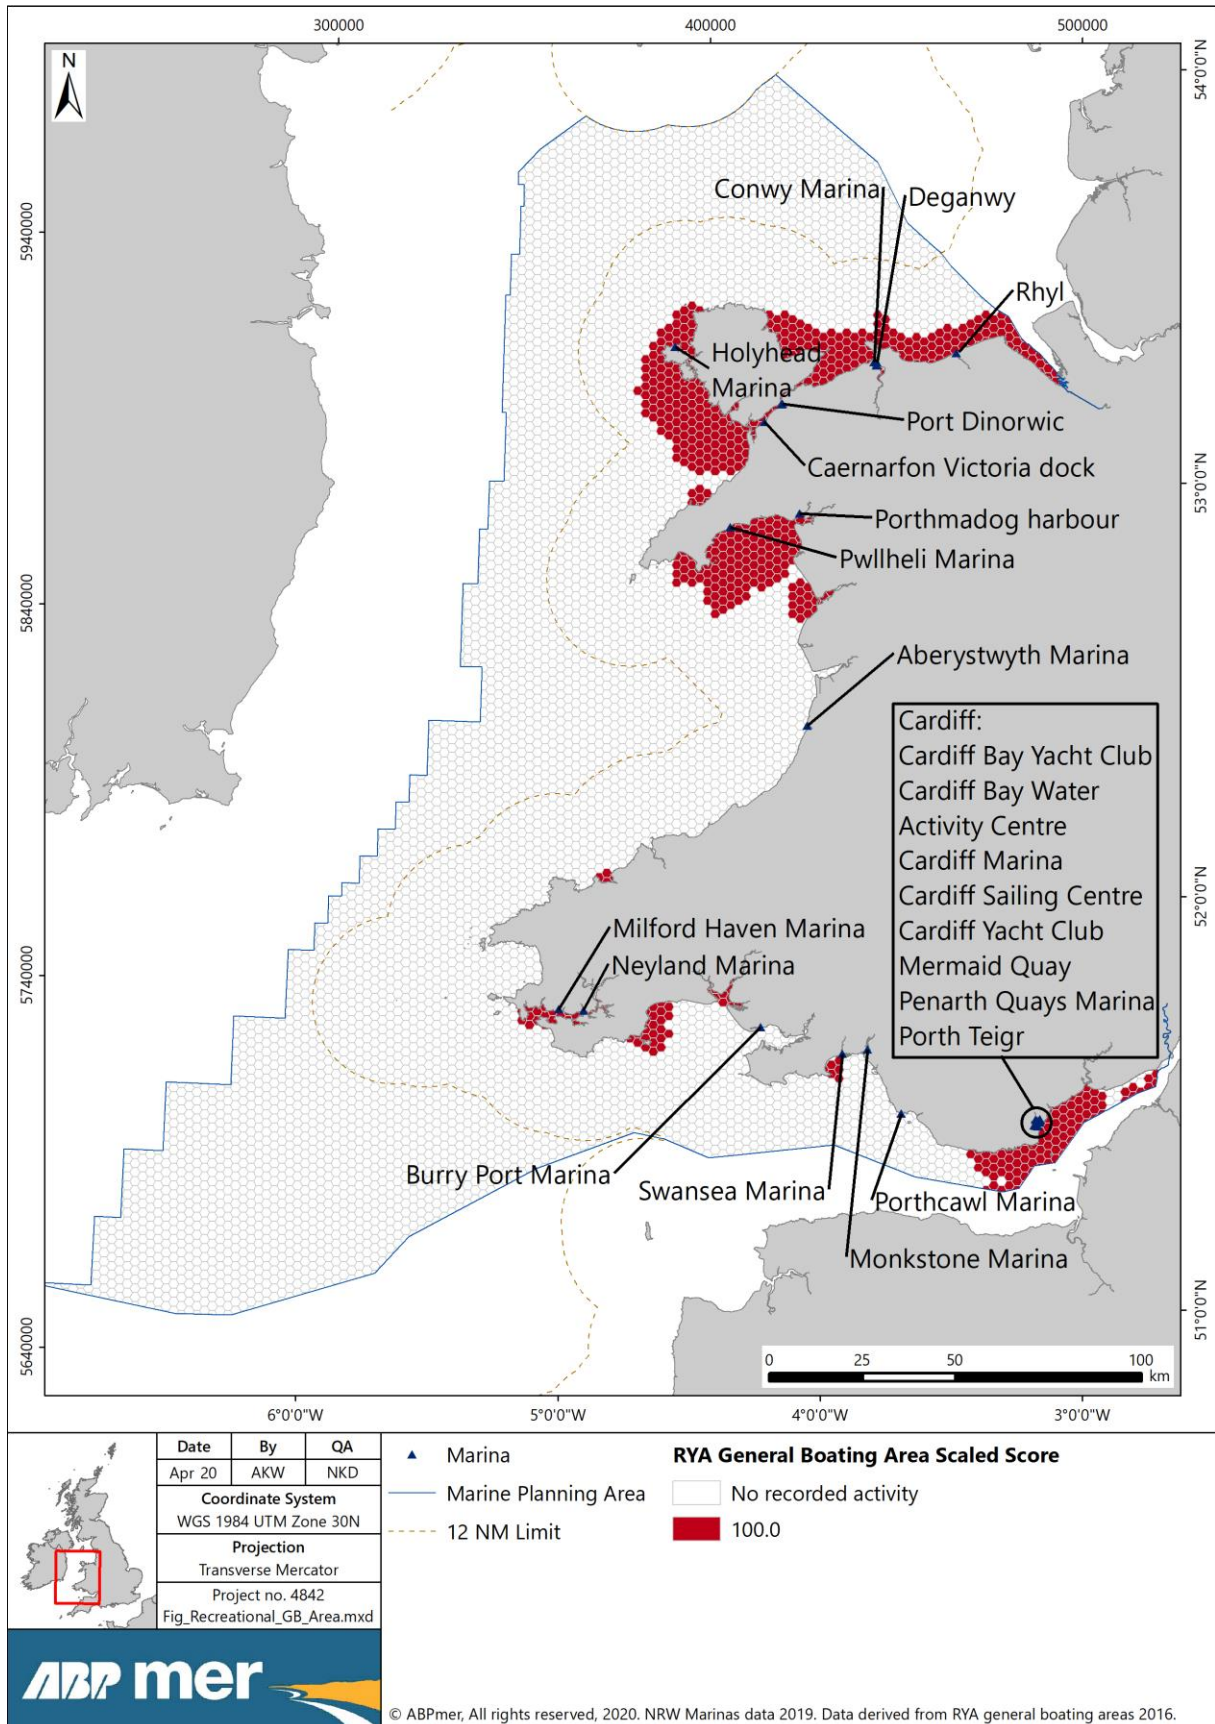 300000
400000
500000
N
54°0'0"N
Conwy Marina
Deganwy
5940000
Rhyl
Holyhead
Marina
Port Dinorwic
Caernarfon Victoria dock
53°0'0"N
Porthmadog harbour
Pwllheli Marina
5840000
Aberystwyth Marina
Cardiff:
Cardiff Bay Yacht Club
Cardiff Bay Water
Activity Centre
Cardiff Marina
Cardiff Sailing Centre
Cardiff Yacht Club
Mermaid Quay
Penarth Quays Marina
Porth Teigr
52°0'0"N
Milford Haven Marina
Neyland Marina
5740000
Burry Port Marina
Swansea Marina
Porthcawl Marina
Monkstone Marina
51°0'0"N
5640000
0 25 50 100
km
6°0'0"W
5°0'0"W
4°0'0"W
3°0'0"W
Date By QA
Apr 20 AKW NKD
Coordinate System
WGS 1984 UTM Zone 30N
Projection
Transverse Mercator
Project no. 4842
Fig_Recreational_GB_Area.mxd
ABP mer
Marina
Marine Planning Area
12 NM Limit
RYA General Boating Area Scaled Score
No recorded activity
100.0
© ABPmer, All rights reserved, 2020. NRW Marinas data 2019. Data derived from RYA general boating areas 2016.